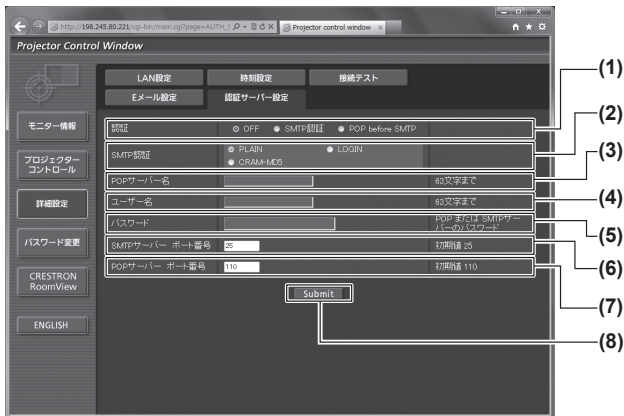 http://198.245.80.221/cgi-bin/main.cgi?page=AUTH_!
Projector control window
Projector Control Window
LAN設定 時刻設定 接続テスト
Eメール設定 認証サーバー設定
モニター情報
プロジェクター
コントロール
詳細設定
パスワード変更
CRESTRON
RoomView
ENGLISH
認証 OFF SMTP認証 POP before SMTP
(1)
SMTP認証 PLAIN LOGIN
CRAM-MD5
(2)
POPサーバー名 63文字まで
(3)
ユーザー名 63文字まで
(4)
パスワード POP または SMTPサー
バーのパスワード
(5)
SMTPサーバー ポート番号 25 初期値 25
(6)
POPサーバー ポート番号 110 初期値 110
(7)
Submit
(8)